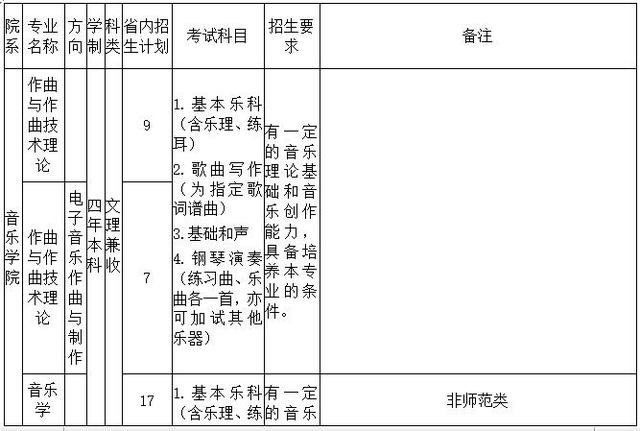 院系
专业名称
方向
学制
科类
省内招生计划
考试科目
招生要求
备注
音乐学院
作曲
与作
曲技
术理
论
四年本科
文理兼收
9
1. 基本乐科
（含乐理、练
耳）
2. 歌曲写作
（为指定歌
词谱曲）
3.基础和声
4. 钢琴演奏
（练习曲、乐
曲各一首，亦
可加试其他
乐器）
有一定
的音乐
理论基
础和音
乐创作
能力，
具备培
养本专
业的条
件。
作曲
与作
曲技
术理
论
电子音乐作曲与制作
7
音乐
学
17
1. 基本乐科
（含乐理、练
有一定
的音乐
非师范类